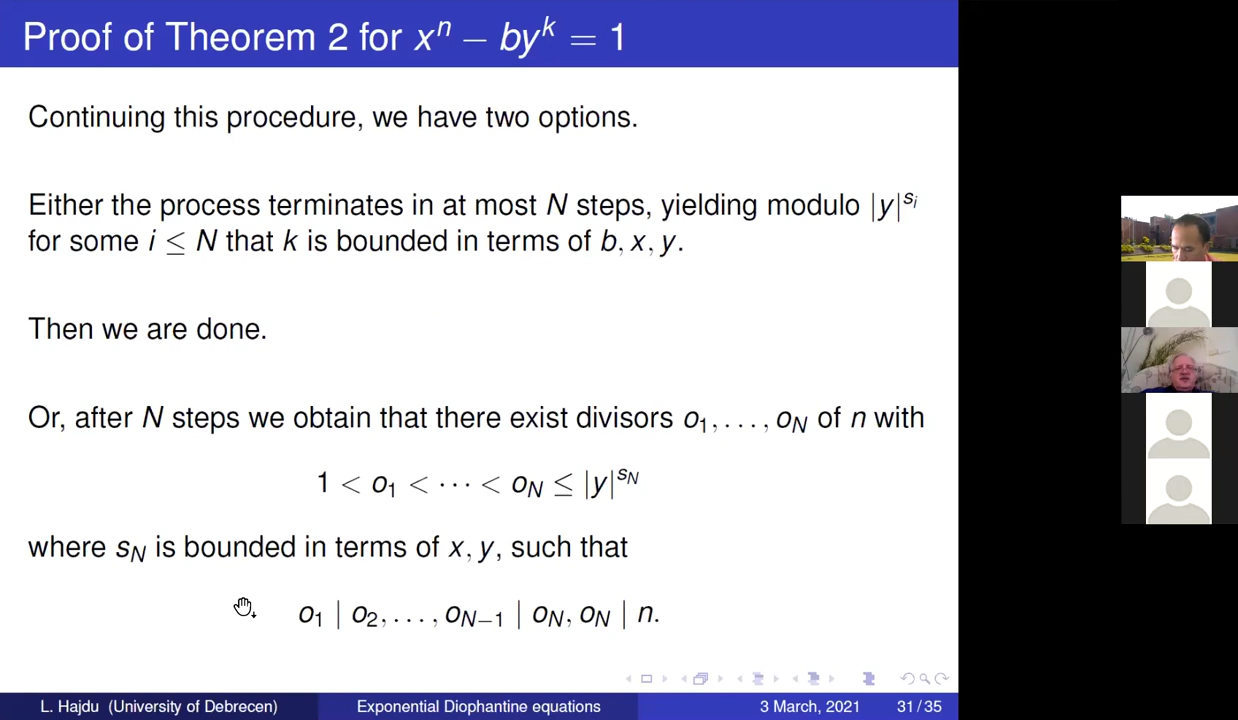 Proof of Theorem 2 for xⁿ − byᵏ = 1
Continuing this procedure, we have two options.
Either the process terminates in at most N steps, yielding modulo |y|^{s_i}
for some i ≤ N that k is bounded in terms of b, x, y.
Then we are done.
Or, after N steps we obtain that there exist divisors o₁, . . . , o_N of n with
1 < o₁ < · · · < o_N ≤ |y|^{s_N}
where s_N is bounded in terms of x, y, such that
o₁ | o₂, . . . , o_{N−1} | o_N, o_N | n.
L. Hajdu (University of Debrecen) Exponential Diophantine equations 3 March, 2021 31 / 35